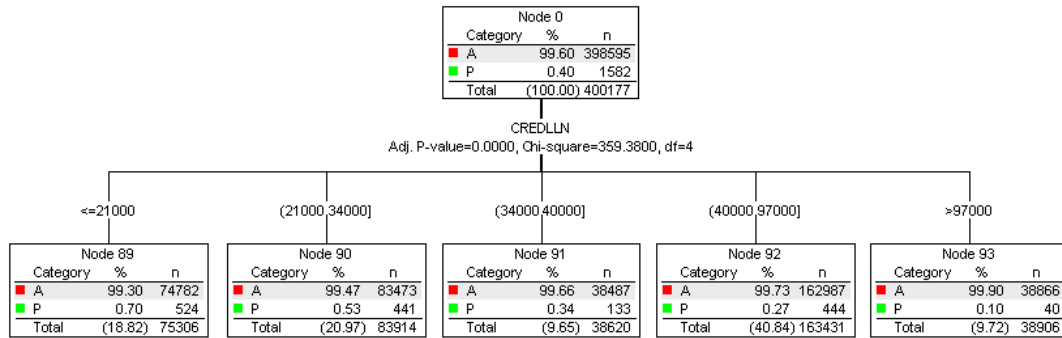 Node 0
Category % n
A 99.60 398595
P 0.40 1582
Total (100.00) 400177
CREDLLN
Adj. P-value=0.0000, Chi-square=359.3800, df=4
<=21000
(21000,34000]
(34000,40000]
(40000,97000]
>97000
Node 89
Category % n
A 99.30 74782
P 0.70 524
Total (18.82) 75306
Node 90
Category % n
A 99.47 83473
P 0.53 441
Total (20.97) 83914
Node 91
Category % n
A 99.66 38487
P 0.34 133
Total (9.65) 38620
Node 92
Category % n
A 99.73 162987
P 0.27 444
Total (40.84) 163431
Node 93
Category % n
A 99.90 38866
P 0.10 40
Total (9.72) 38906